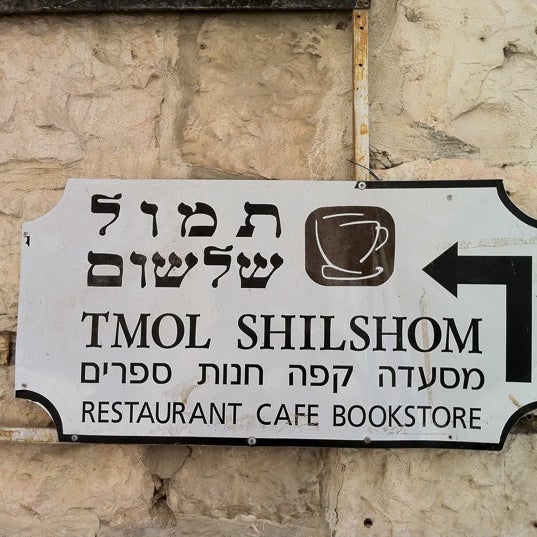 תמול
שלשום
TMOL SHILSHOM
מסעדה קפה חנות ספרים
RESTAURANT CAFE BOOKSTORE